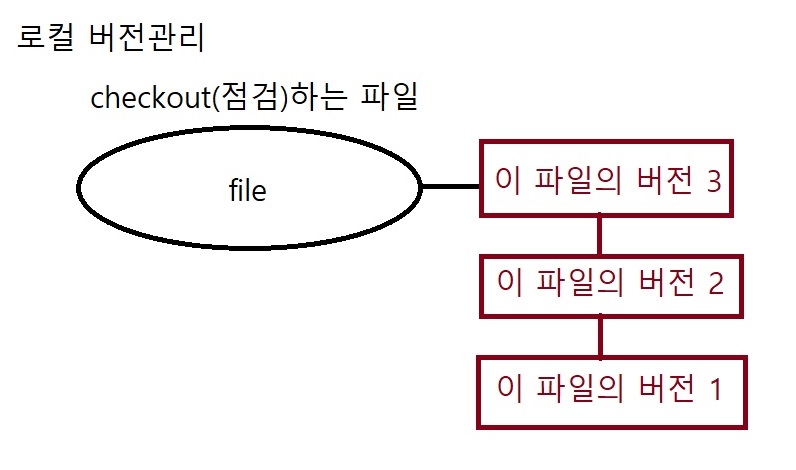 로컬 버전관리
checkout(점검)하는 파일
file
이 파일의 버전 3
이 파일의 버전 2
이 파일의 버전 1